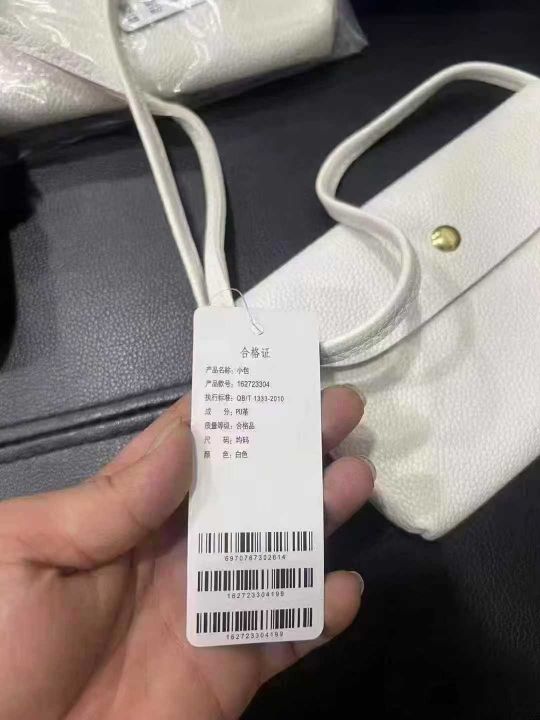 合格证
产品名称：小包
产品款号：162723304
执行标准：QB/T 1333-2010
成 分：PU革
质量等级：合格品
尺 码：均码
颜 色：白色
6970767302614
162723304199
162723304199